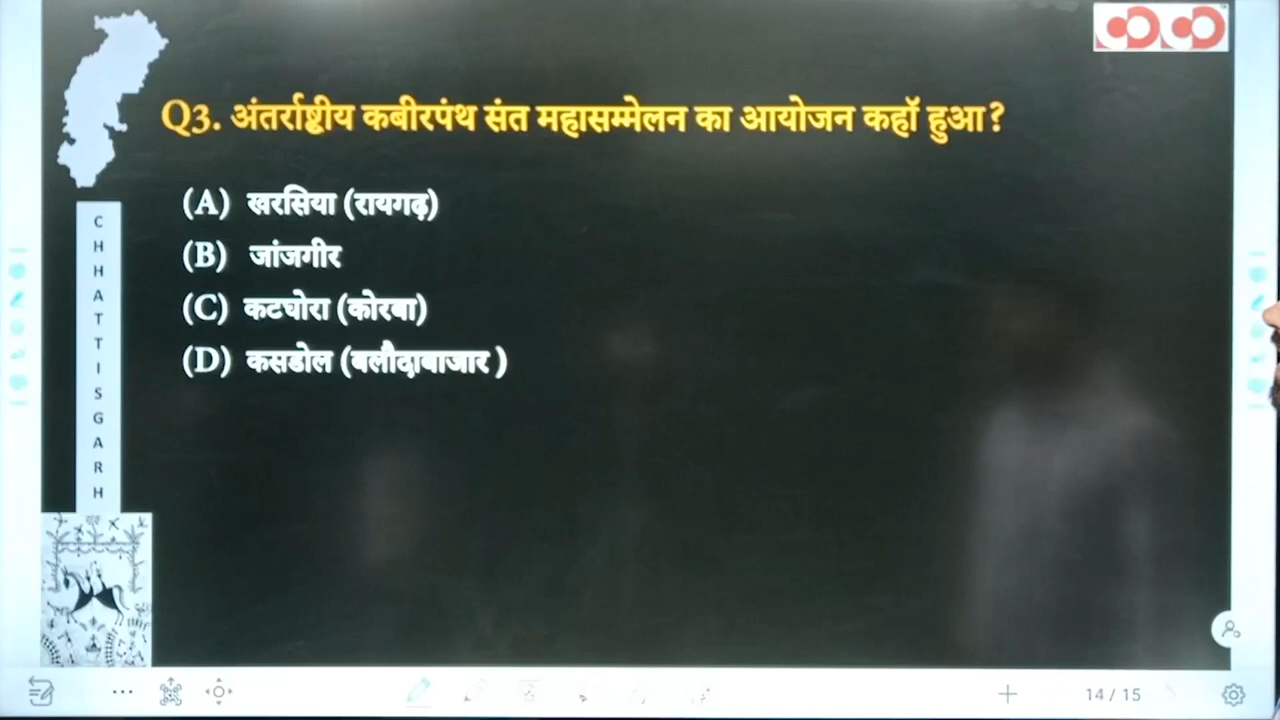 Q3. अंतर्राष्ट्रीय कबीरपंथ संत महासम्मेलन का आयोजन कहॉ हुआ?
(A) खरसिया (रायगढ़)
(B) जांजगीर
(C) कटघोरा (कोरबा)
(D) कसडोल (बलौदाबाजार )
CHHATTISGARH
14 / 15